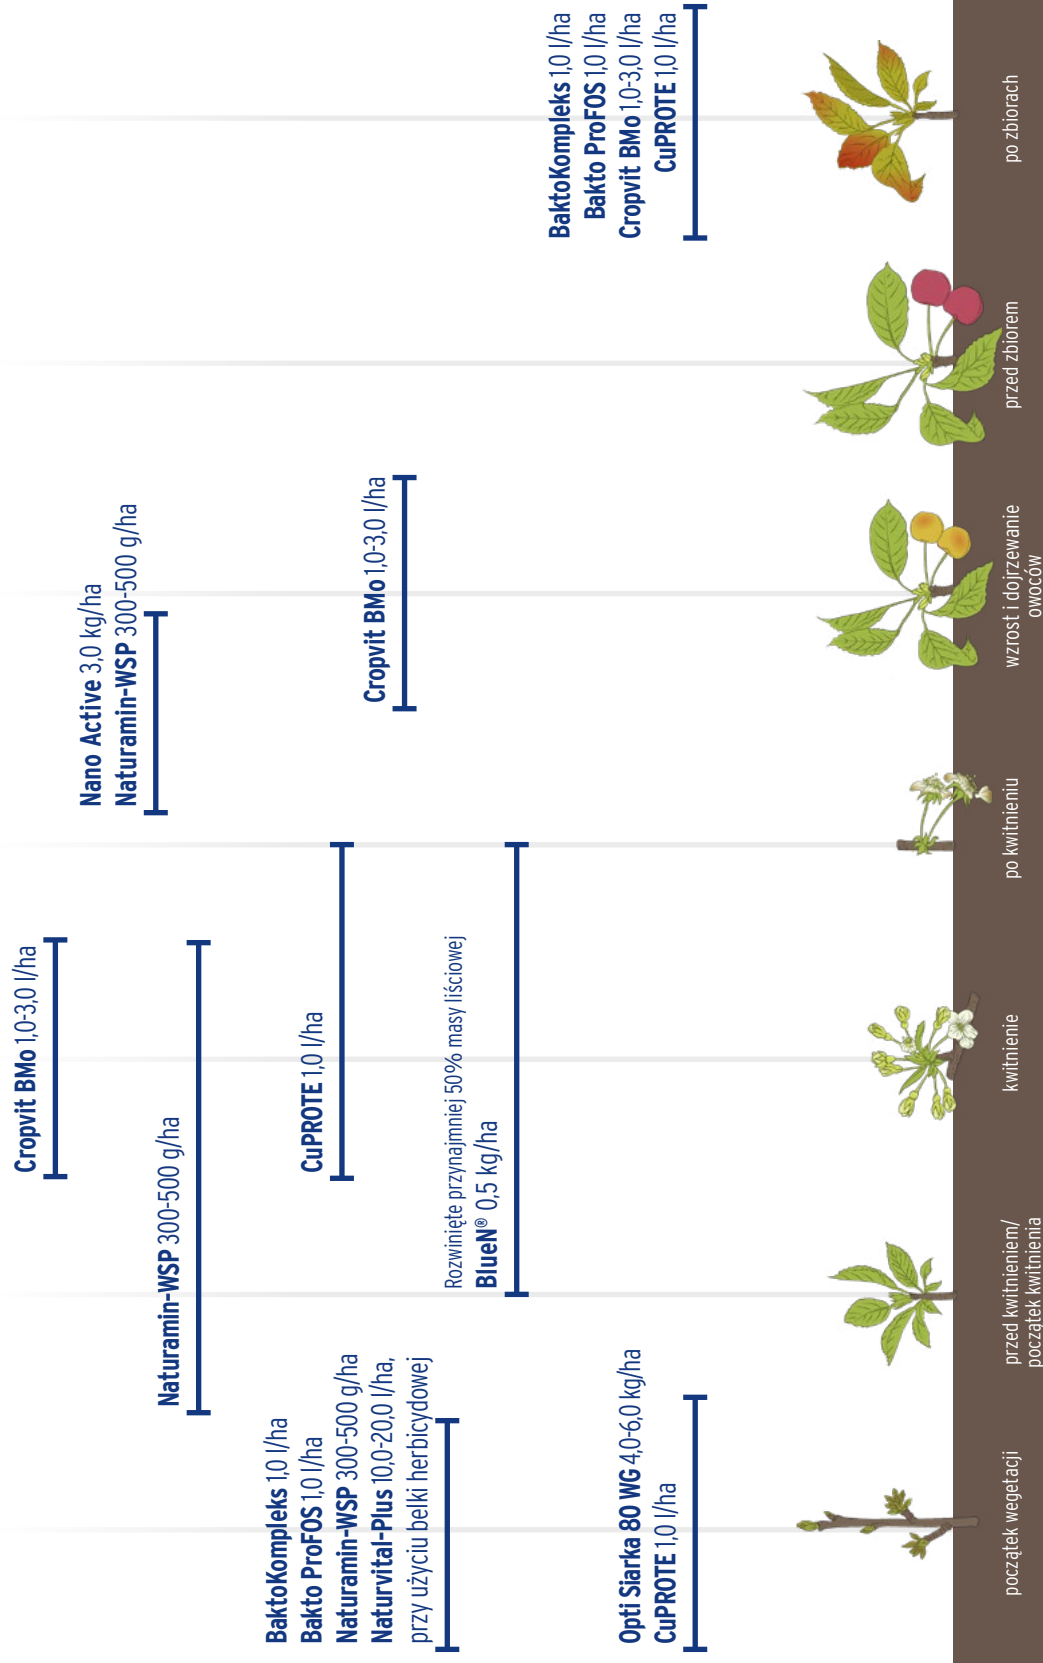 Cropvit BMo 1,0-3,0 l/ha
Nano Active 3,0 kg/ha
Naturamin-WSP 300-500 g/ha
Naturamin-WSP 300-500 g/ha
BaktoKompleks 1,0 l/ha
Bakto ProFOS 1,0 l/ha
Naturamin-WSP 300-500 g/ha
Naturvital-Plus 10,0-20,0 l/ha,
przy użyciu belki herbicydowej
CuPROTE 1,0 l/ha
Cropvit BMo 1,0-3,0 l/ha
Rozwinięte przynajmniej 50% masy liściowej
BlueN® 0,5 kg/ha
BaktoKompleks 1,0 l/ha
Bakto ProFOS 1,0 l/ha
Cropvit BMo 1,0-3,0 l/ha
CuPROTE 1,0 l/ha
Opti Siarka 80 WG 4,0-6,0 kg/ha
CuPROTE 1,0 l/ha
początek wegetacji
przed kwitnieniem/
początek kwitnienia
kwitnienie
po kwitnieniu
wzrost i dojrzewanie
owoców
przed zbiorem
po zbiorach